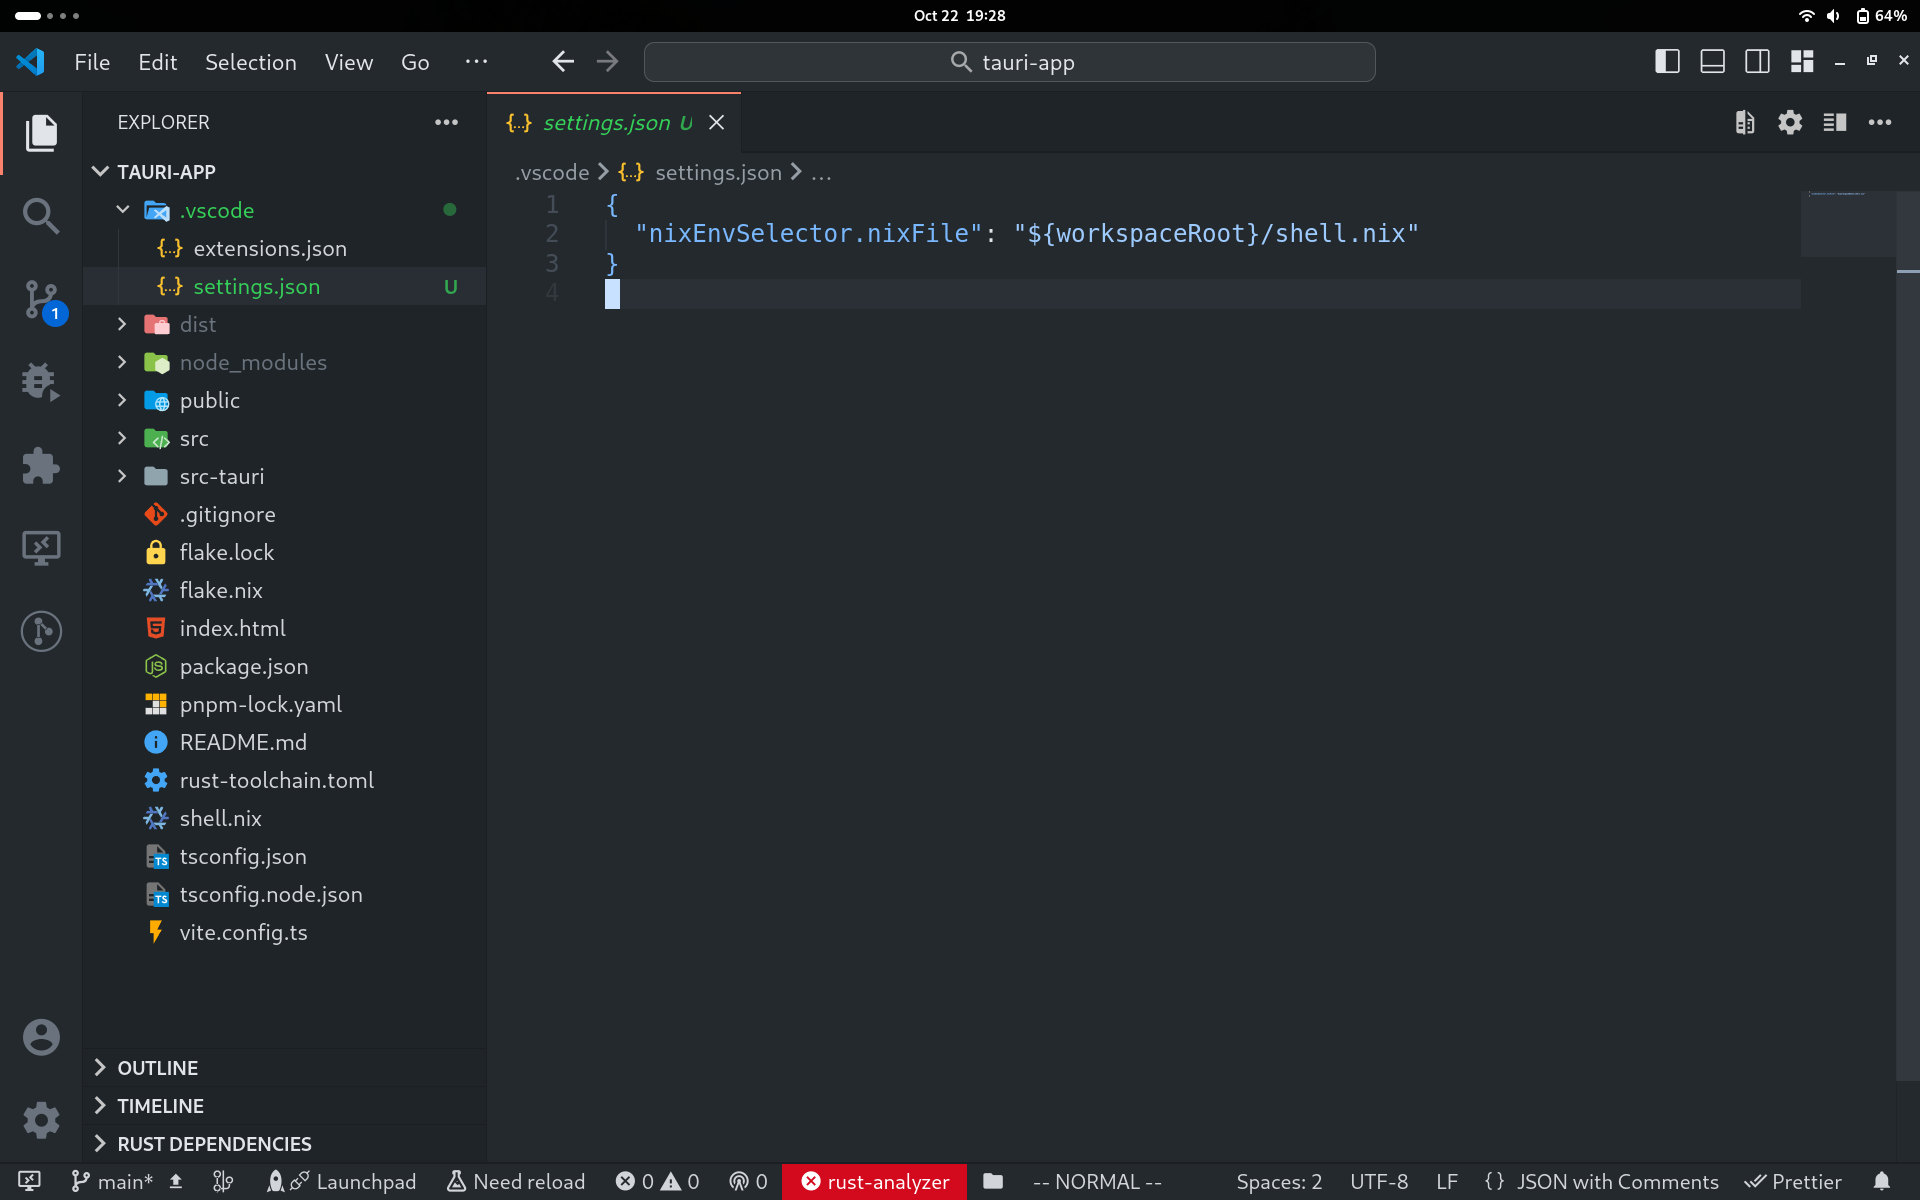 Oct 22 19:28
64%
File Edit Selection View Go ···
tauri-app
EXPLORER
TAURI-APP
.vscode
extensions.json
settings.json U
dist
node_modules
public
src
src-tauri
.gitignore
flake.lock
flake.nix
index.html
package.json
pnpm-lock.yaml
README.md
rust-toolchain.toml
shell.nix
tsconfig.json
tsconfig.node.json
vite.config.ts
OUTLINE
TIMELINE
RUST DEPENDENCIES
1
{..} settings.json U
.vscode > {..} settings.json > ...
1 {
2 "nixEnvSelector.nixFile": "${workspaceRoot}/shell.nix"
3 }
4
main* Launchpad Need reload 0 0 0 rust-analyzer -- NORMAL -- Spaces: 2 UTF-8 LF {} JSON with Comments Prettier